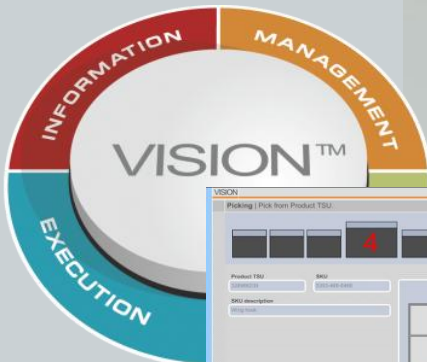 INFORMATION
MANAGEMENT
VISION™
EXECUTION
VISION
Picking | Pick from Product TSU:
4
Product TSU
SKU
SKU description